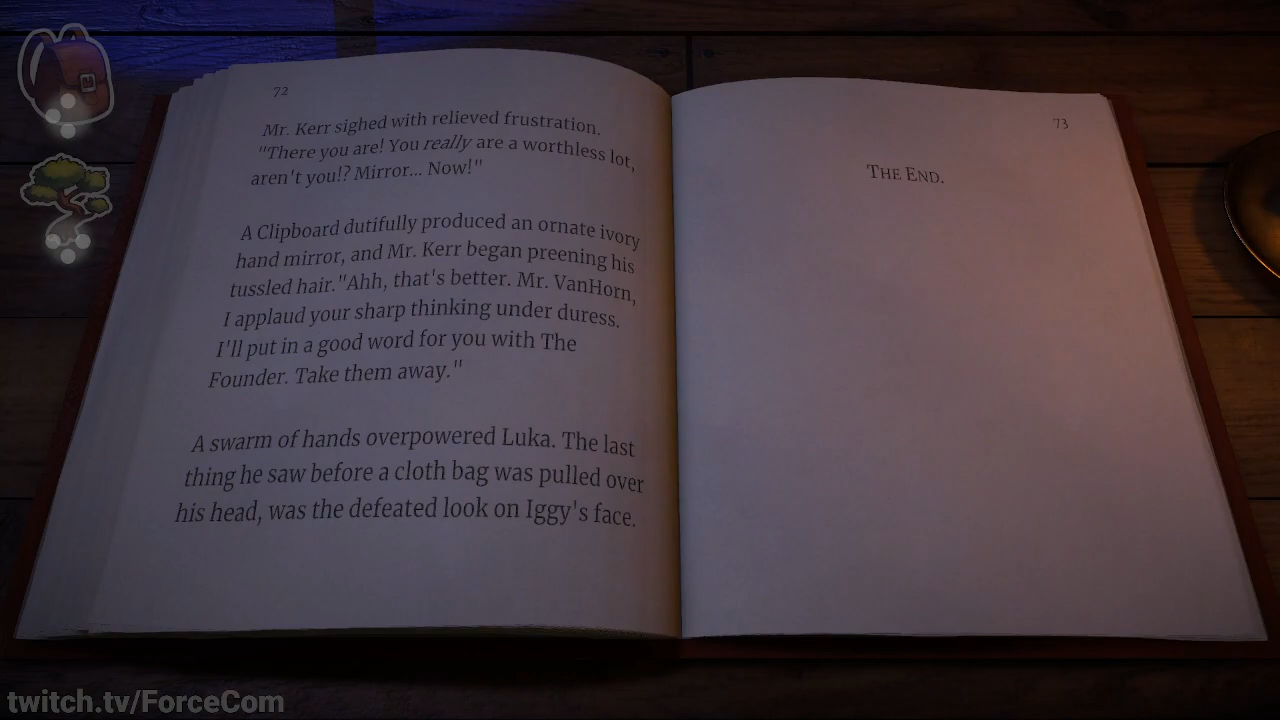 72
Mr. Kerr sighed with relieved frustration.
"There you are! You really are a worthless lot,
aren't you!? Mirror... Now!"
A Clipboard dutifully produced an ornate ivory
hand mirror, and Mr. Kerr began preening his
tussled hair."Ahh, that's better. Mr. VanHorn,
I applaud your sharp thinking under duress.
I'll put in a good word for you with The
Founder. Take them away."
A swarm of hands overpowered Luka. The last
thing he saw before a cloth bag was pulled over
his head, was the defeated look on Iggy's face.
73
The End.
twitch.tv/ForceCom